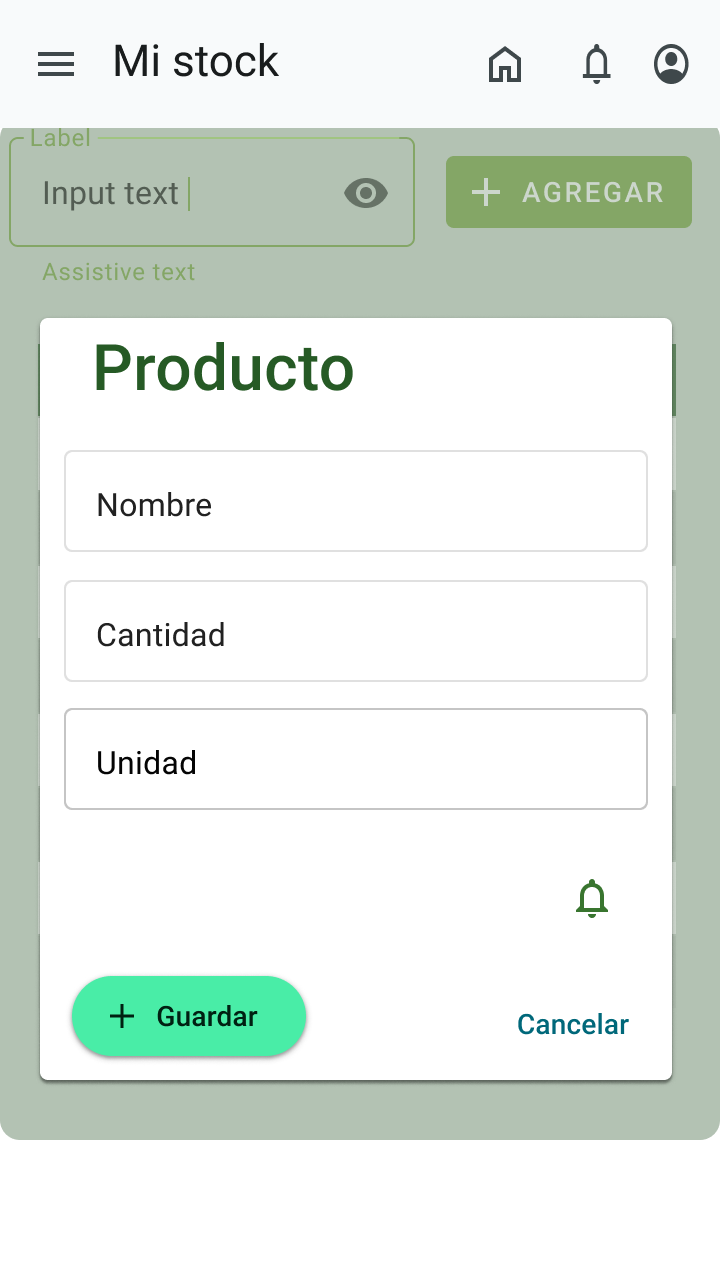 Mi stock
Label
Input text
AGREGAR
Assistive text
Producto
Nombre
Cantidad
Unidad
Guardar
Cancelar